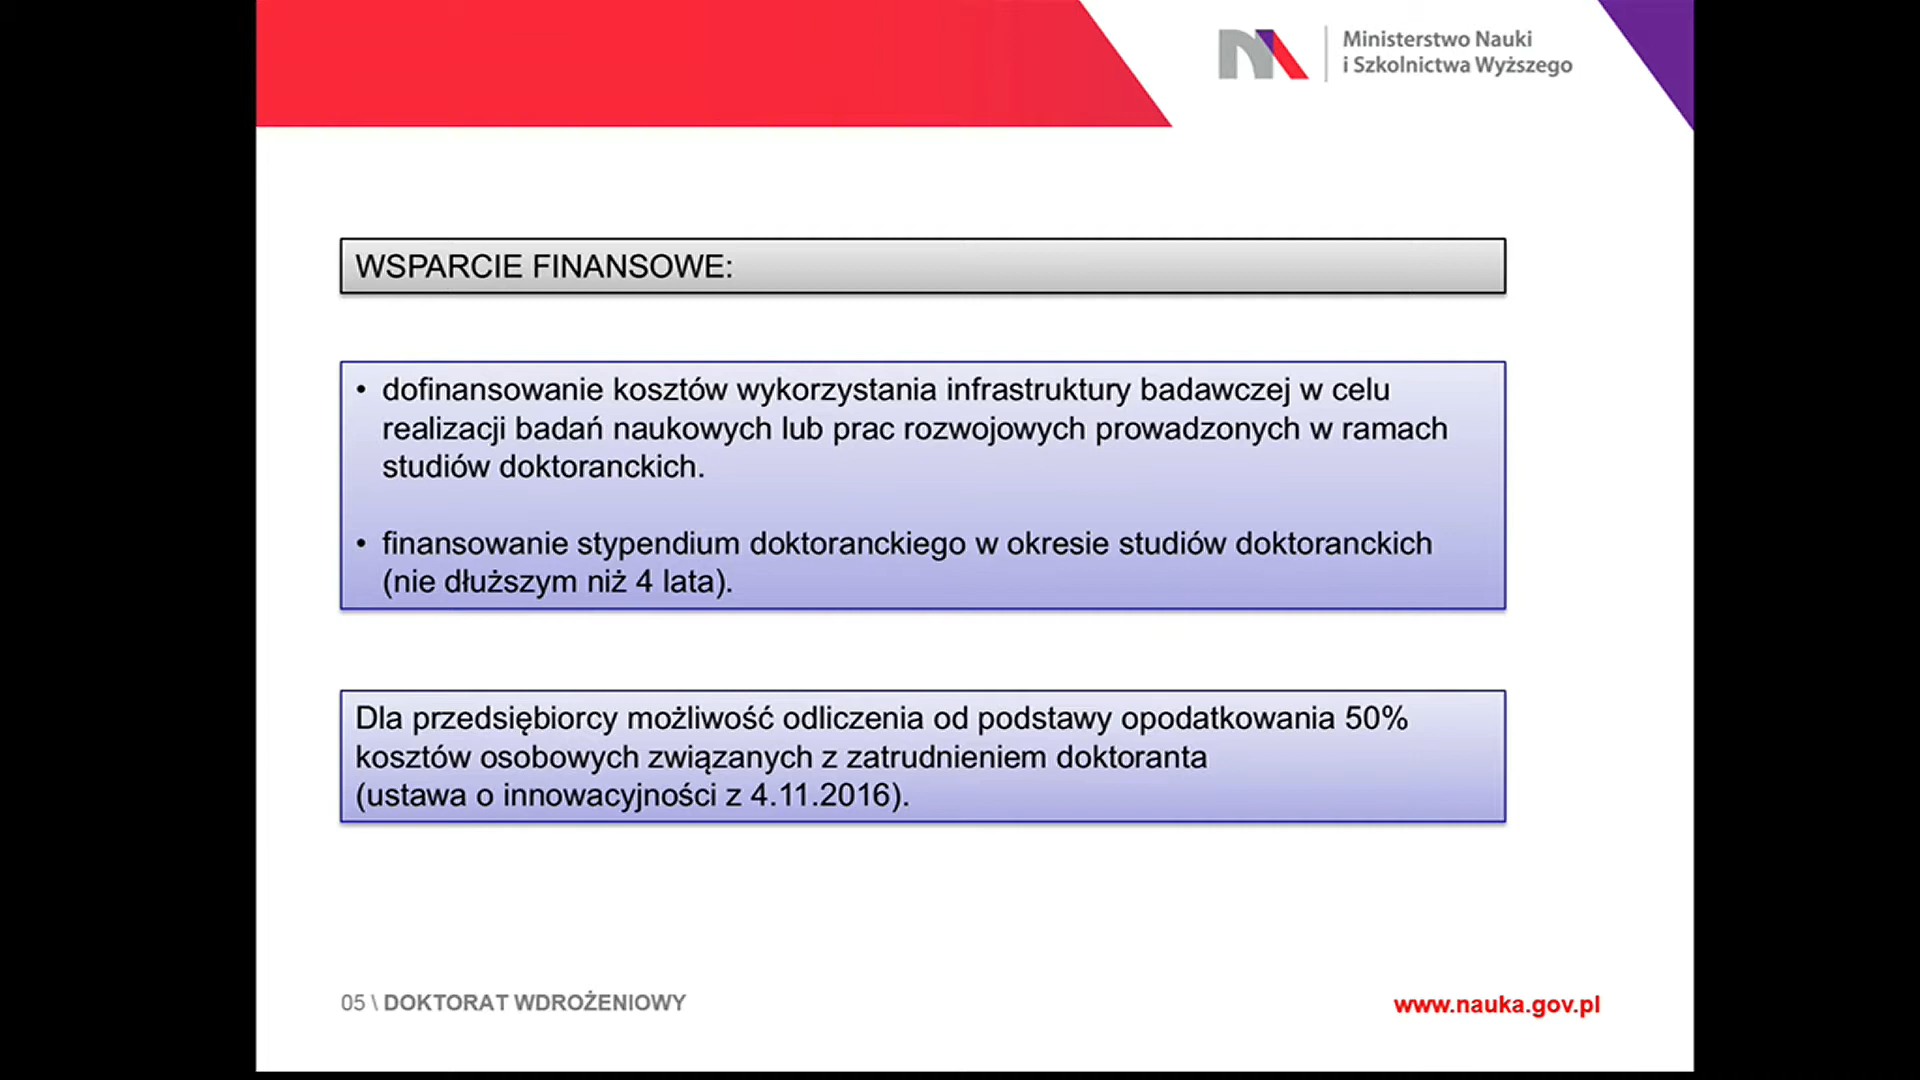 Ministerstwo Nauki
i Szkolnictwa Wyższego
WSPARCIE FINANSOWE:
• dofinansowanie kosztów wykorzystania infrastruktury badawczej w celu
realizacji badań naukowych lub prac rozwojowych prowadzonych w ramach
studiów doktoranckich.
• finansowanie stypendium doktoranckiego w okresie studiów doktoranckich
(nie dłuższym niż 4 lata).
Dla przedsiębiorcy możliwość odliczenia od podstawy opodatkowania 50%
kosztów osobowych związanych z zatrudnieniem doktoranta
(ustawa o innowacyjności z 4.11.2016).
05 \ DOKTORAT WDROŻENIOWY
www.nauka.gov.pl